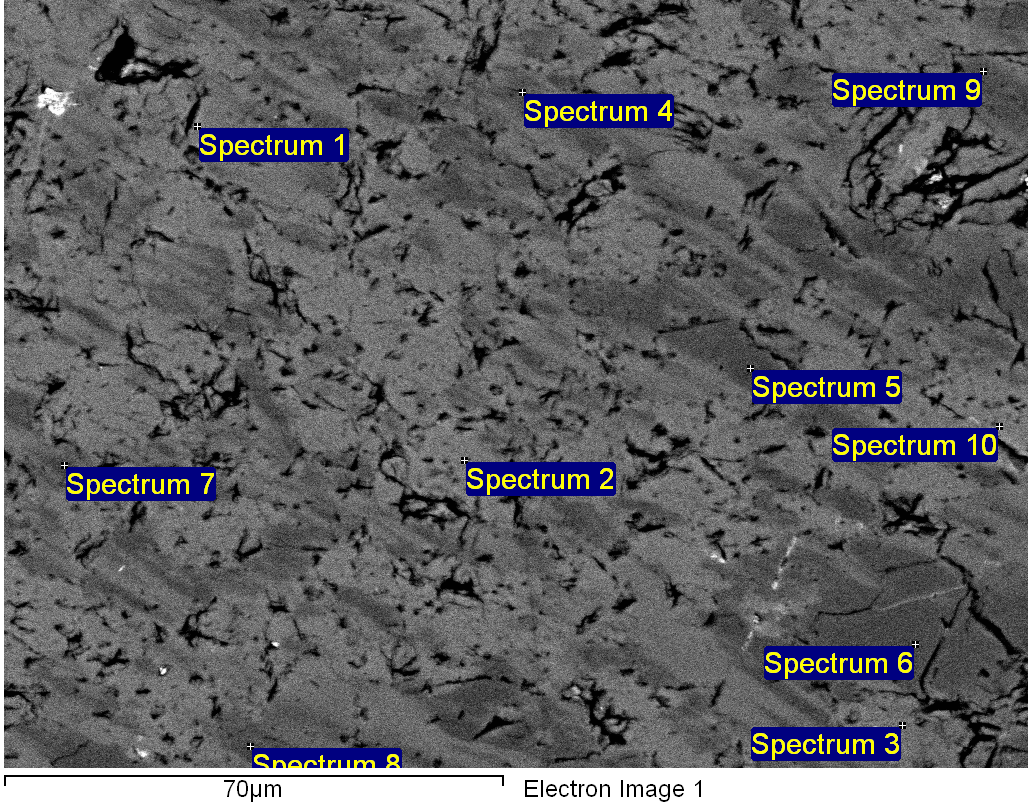 Spectrum 9
Spectrum 4
Spectrum 1
Spectrum 5
Spectrum 10
Spectrum 2
Spectrum 7
Spectrum 6
Spectrum 3
Spectrum 8
70µm
Electron Image 1